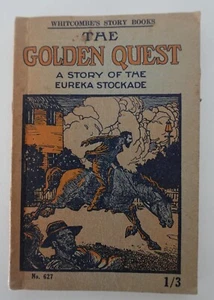 WHITCOMBE'S STORY BOOKS
THE
GOLDEN QUEST
A STORY OF THE
EUREKA STOCKADE
No. 627
1/3